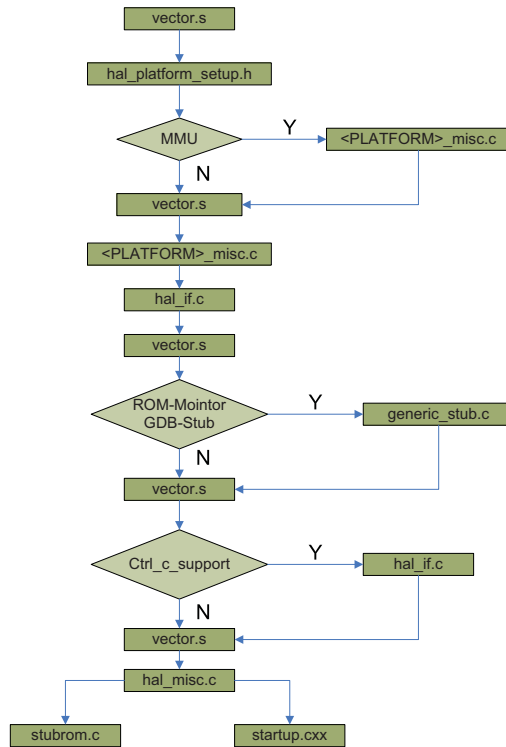 vector.s
hal_platform_setup.h
MMU
Y
<PLATFORM>_misc.c
N
vector.s
<PLATFORM>_misc.c
hal_if.c
vector.s
ROM-Mointor
GDB-Stub
Y
generic_stub.c
N
vector.s
Ctrl_c_support
Y
hal_if.c
N
vector.s
hal_misc.c
stubrom.c
startup.cxx